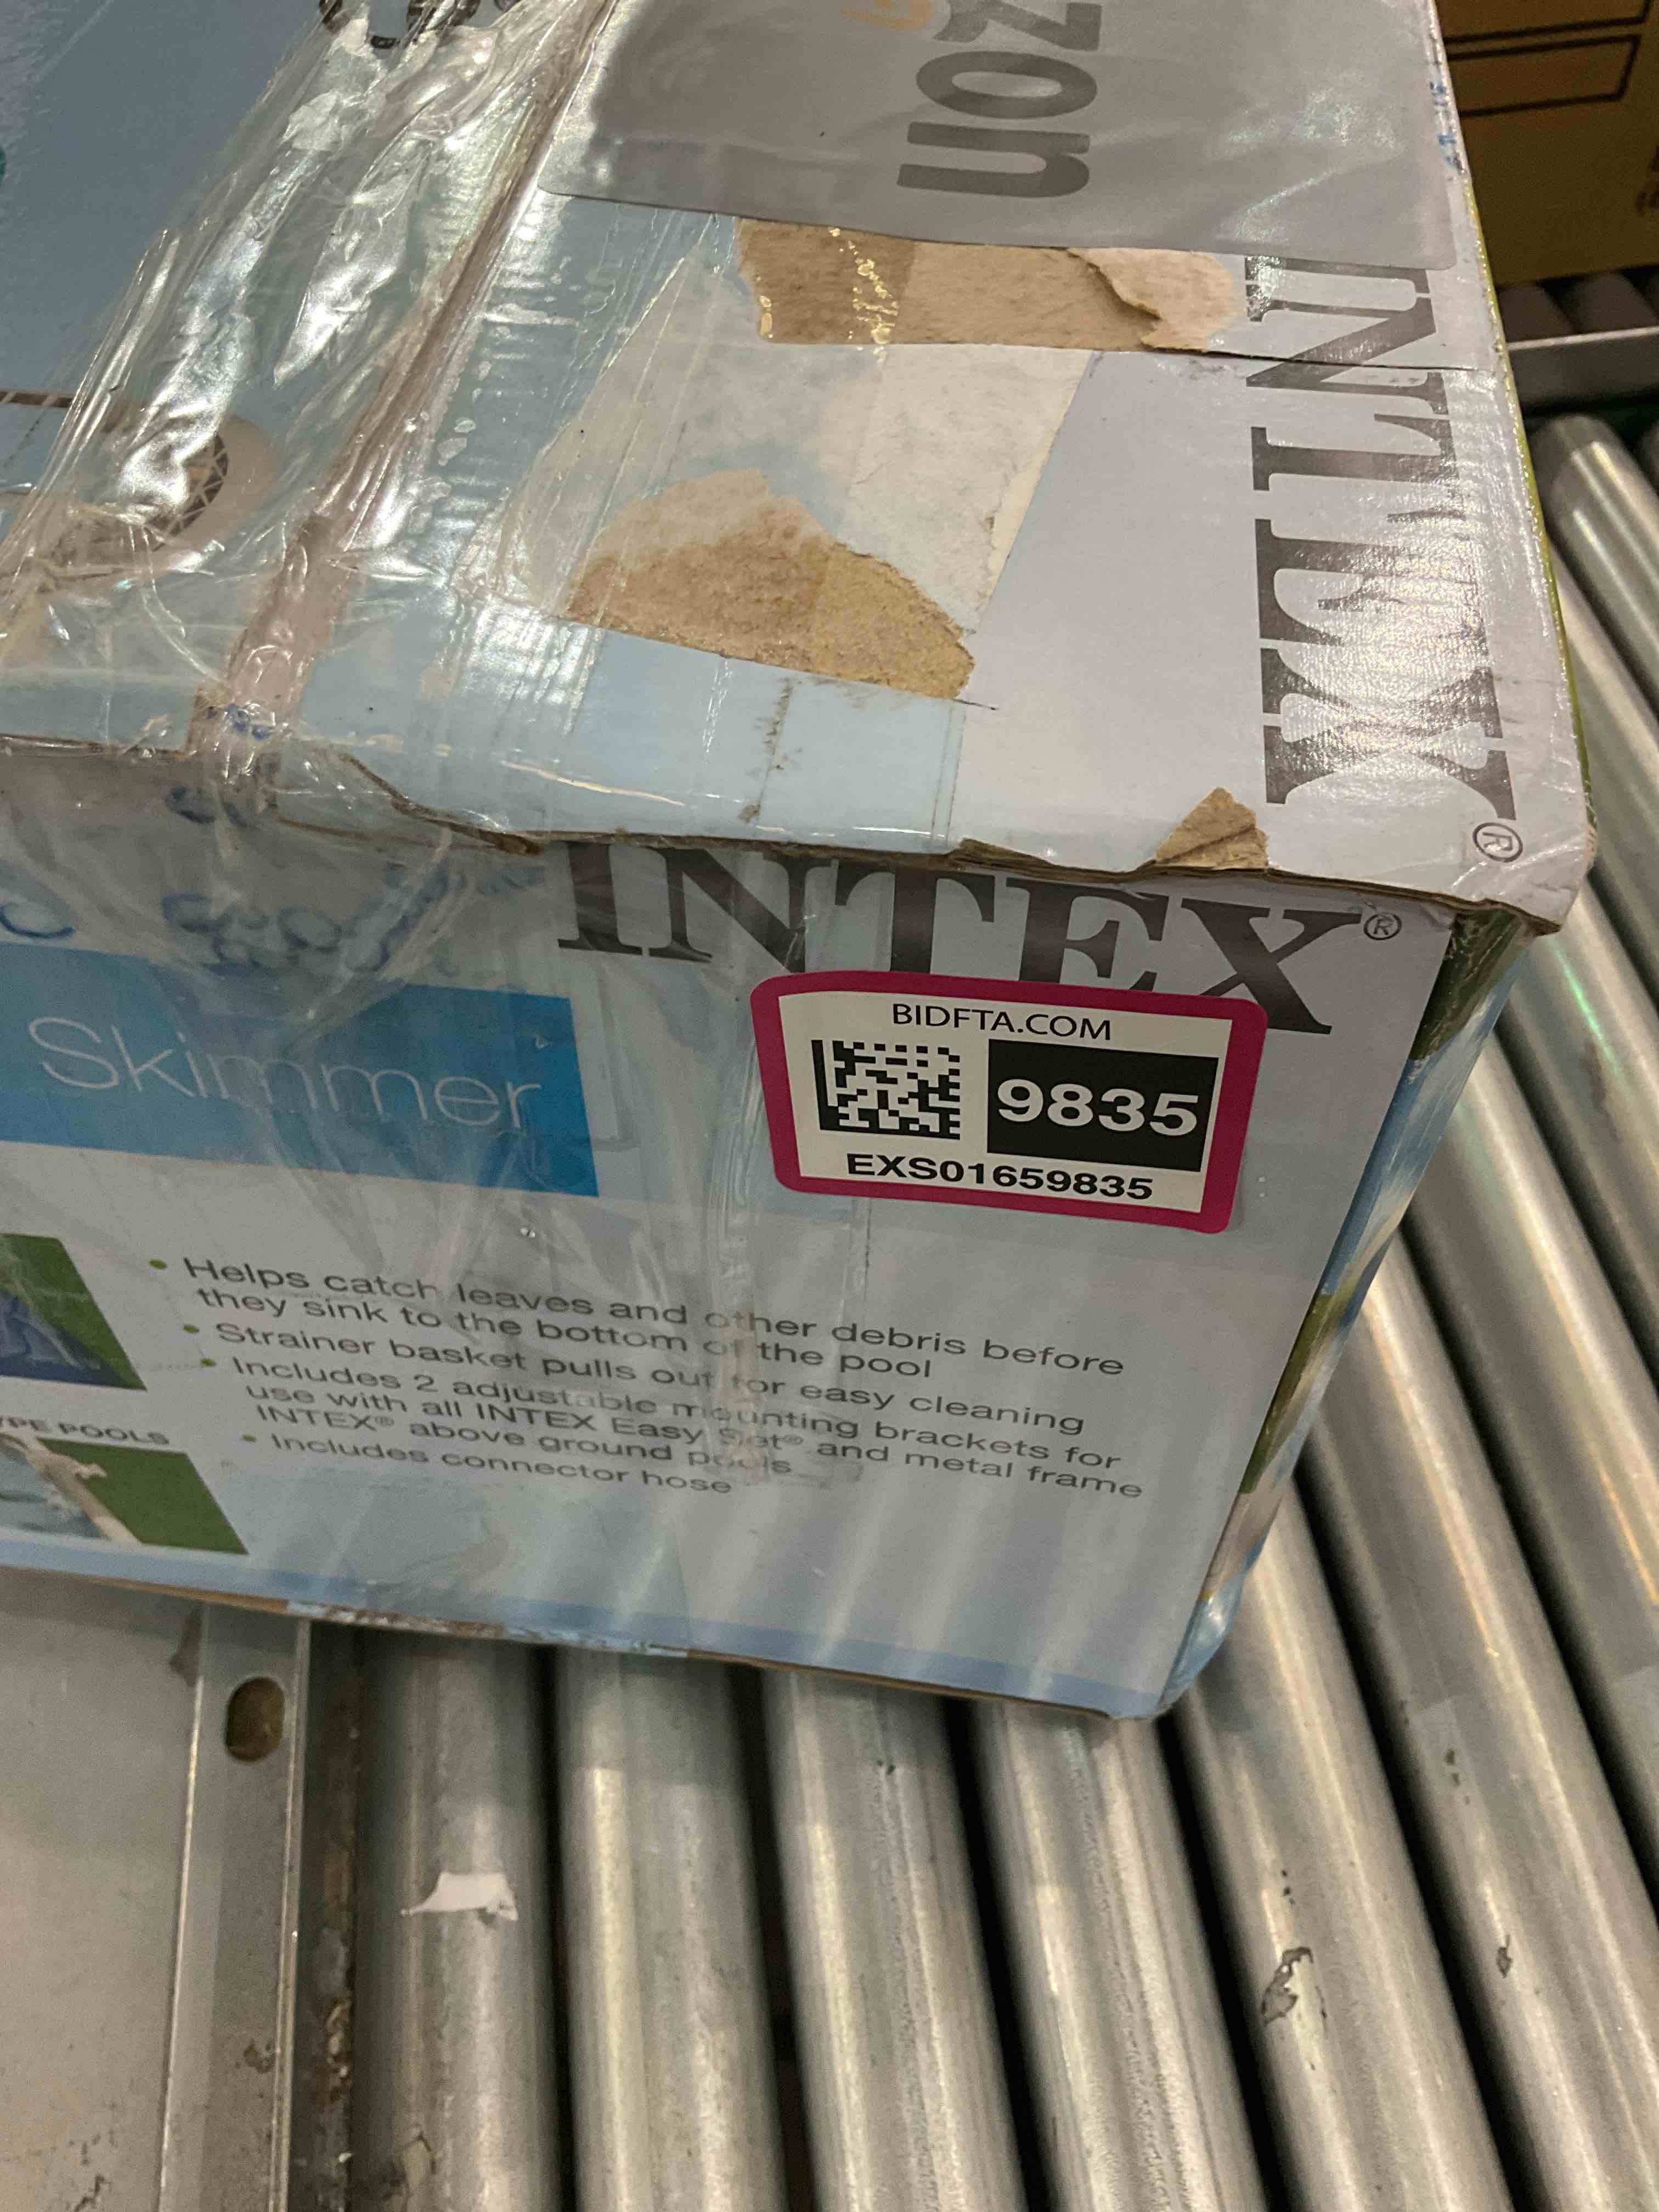 zon
INTEX®
INTEX®
Skimmer
BIDFTA.COM
9835
EXS01659835
• Helps catch leaves and other debris before
they sink to the bottom of the pool
• Strainer basket pulls out for easy cleaning
• Includes 2 adjustable mounting brackets for
use with all INTEX Easy Set® and metal frame
INTEX® above ground pools
• Includes connector hose
YPE POOLS